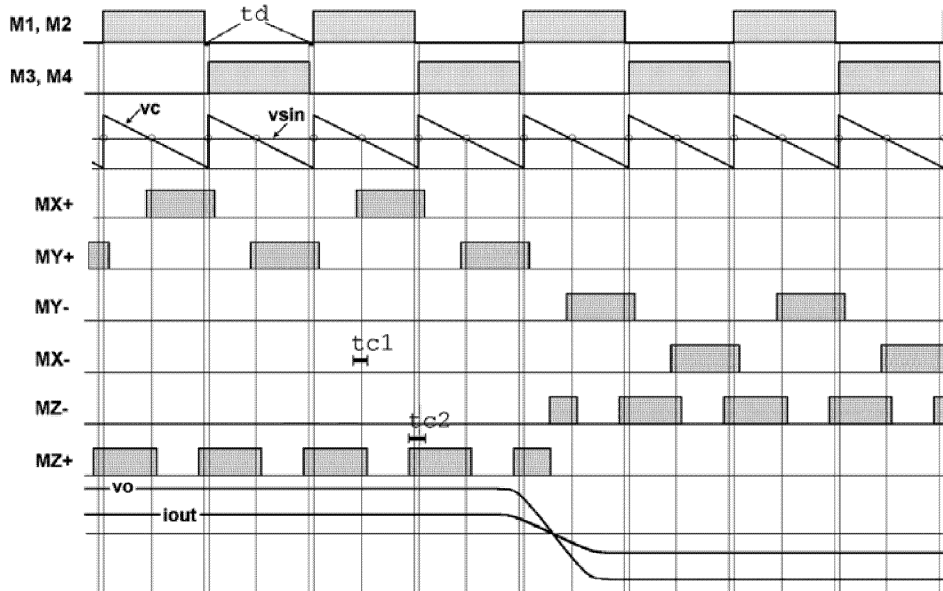 M1, M2
td
M3, M4
vc
vsin
MX+
MY+
MY-
tc1
MX-
MZ-
tc2
MZ+
vo
iout